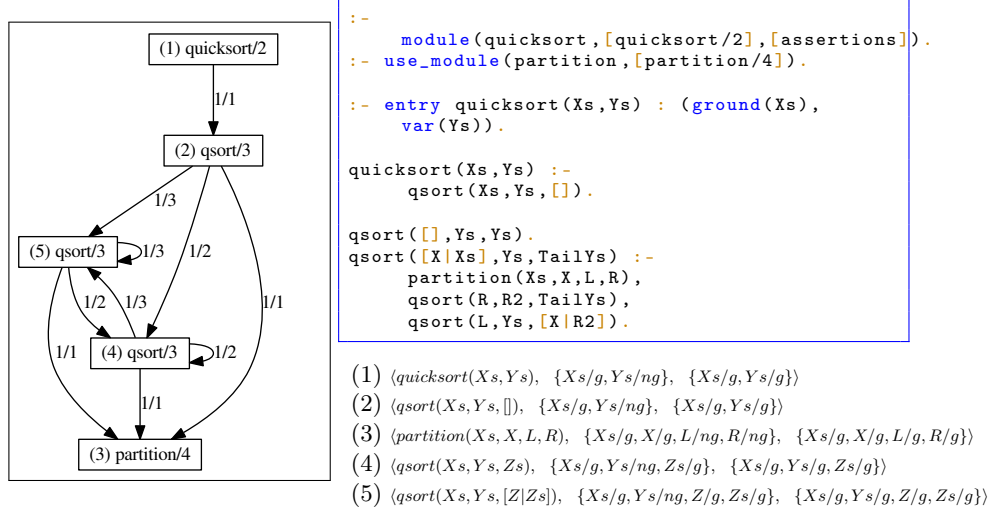 (1) quicksort/2
1/1
(2) qsort/3
1/3
(5) qsort/3
1/3
1/2
1/2
1/3
1/1
(4) qsort/3
1/2
1/1
1/1
(3) partition/4
:-
module(quicksort,[quicksort/2],[assertions]).
:- use_module(partition,[partition/4]).
:- entry quicksort(Xs,Ys) : (ground(Xs),
var(Ys)).
quicksort(Xs,Ys) :-
qsort(Xs,Ys,[]).
qsort([],Ys,Ys).
qsort([X|Xs],Ys,TailYs) :-
partition(Xs,X,L,R),
qsort(R,R2,TailYs),
qsort(L,Ys,[X|R2]).
(1) ⟨quicksort(Xs, Ys), {Xs/g, Ys/ng}, {Xs/g, Ys/g}⟩
(2) ⟨qsort(Xs, Ys, []), {Xs/g, Ys/ng}, {Xs/g, Ys/g}⟩
(3) ⟨partition(Xs, X, L, R), {Xs/g, X/g, L/ng, R/ng}, {Xs/g, X/g, L/g, R/g}⟩
(4) ⟨qsort(Xs, Ys, Zs), {Xs/g, Ys/ng, Zs/g}, {Xs/g, Ys/g, Zs/g}⟩
(5) ⟨qsort(Xs, Ys, [Z|Zs]), {Xs/g, Ys/ng, Z/g, Zs/g}, {Xs/g, Ys/g, Z/g, Zs/g}⟩